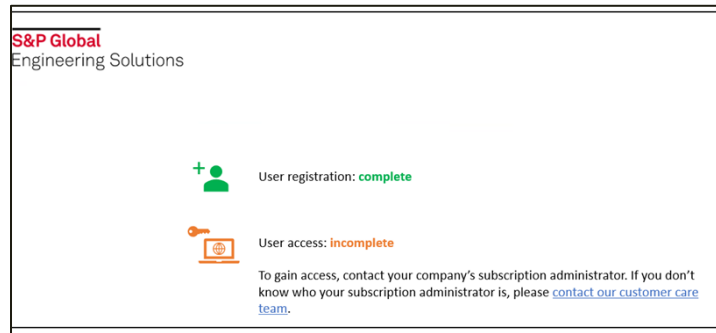 S&P Global
Engineering Solutions
User registration: complete
User access: incomplete
To gain access, contact your company's subscription administrator. If you don't
know who your subscription administrator is, please contact our customer care
team.